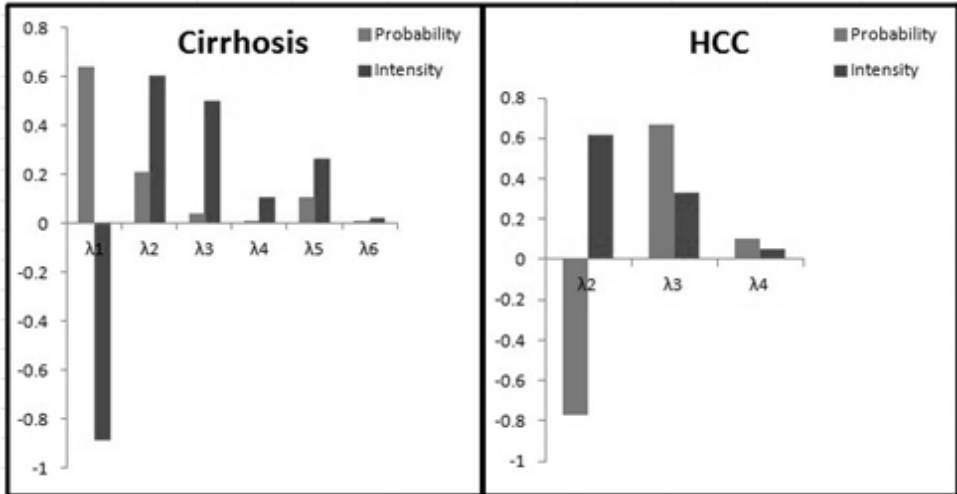 Cirrhosis
Probability
Intensity
0.8
0.6
0.4
0.2
0
-0.2
-0.4
-0.6
-0.8
-1
λ1 λ2 λ3 λ4 λ5 λ6
HCC
Probability
Intensity
0.8
0.6
0.4
0.2
0
-0.2
-0.4
-0.6
-0.8
-1
λ2 λ3 λ4